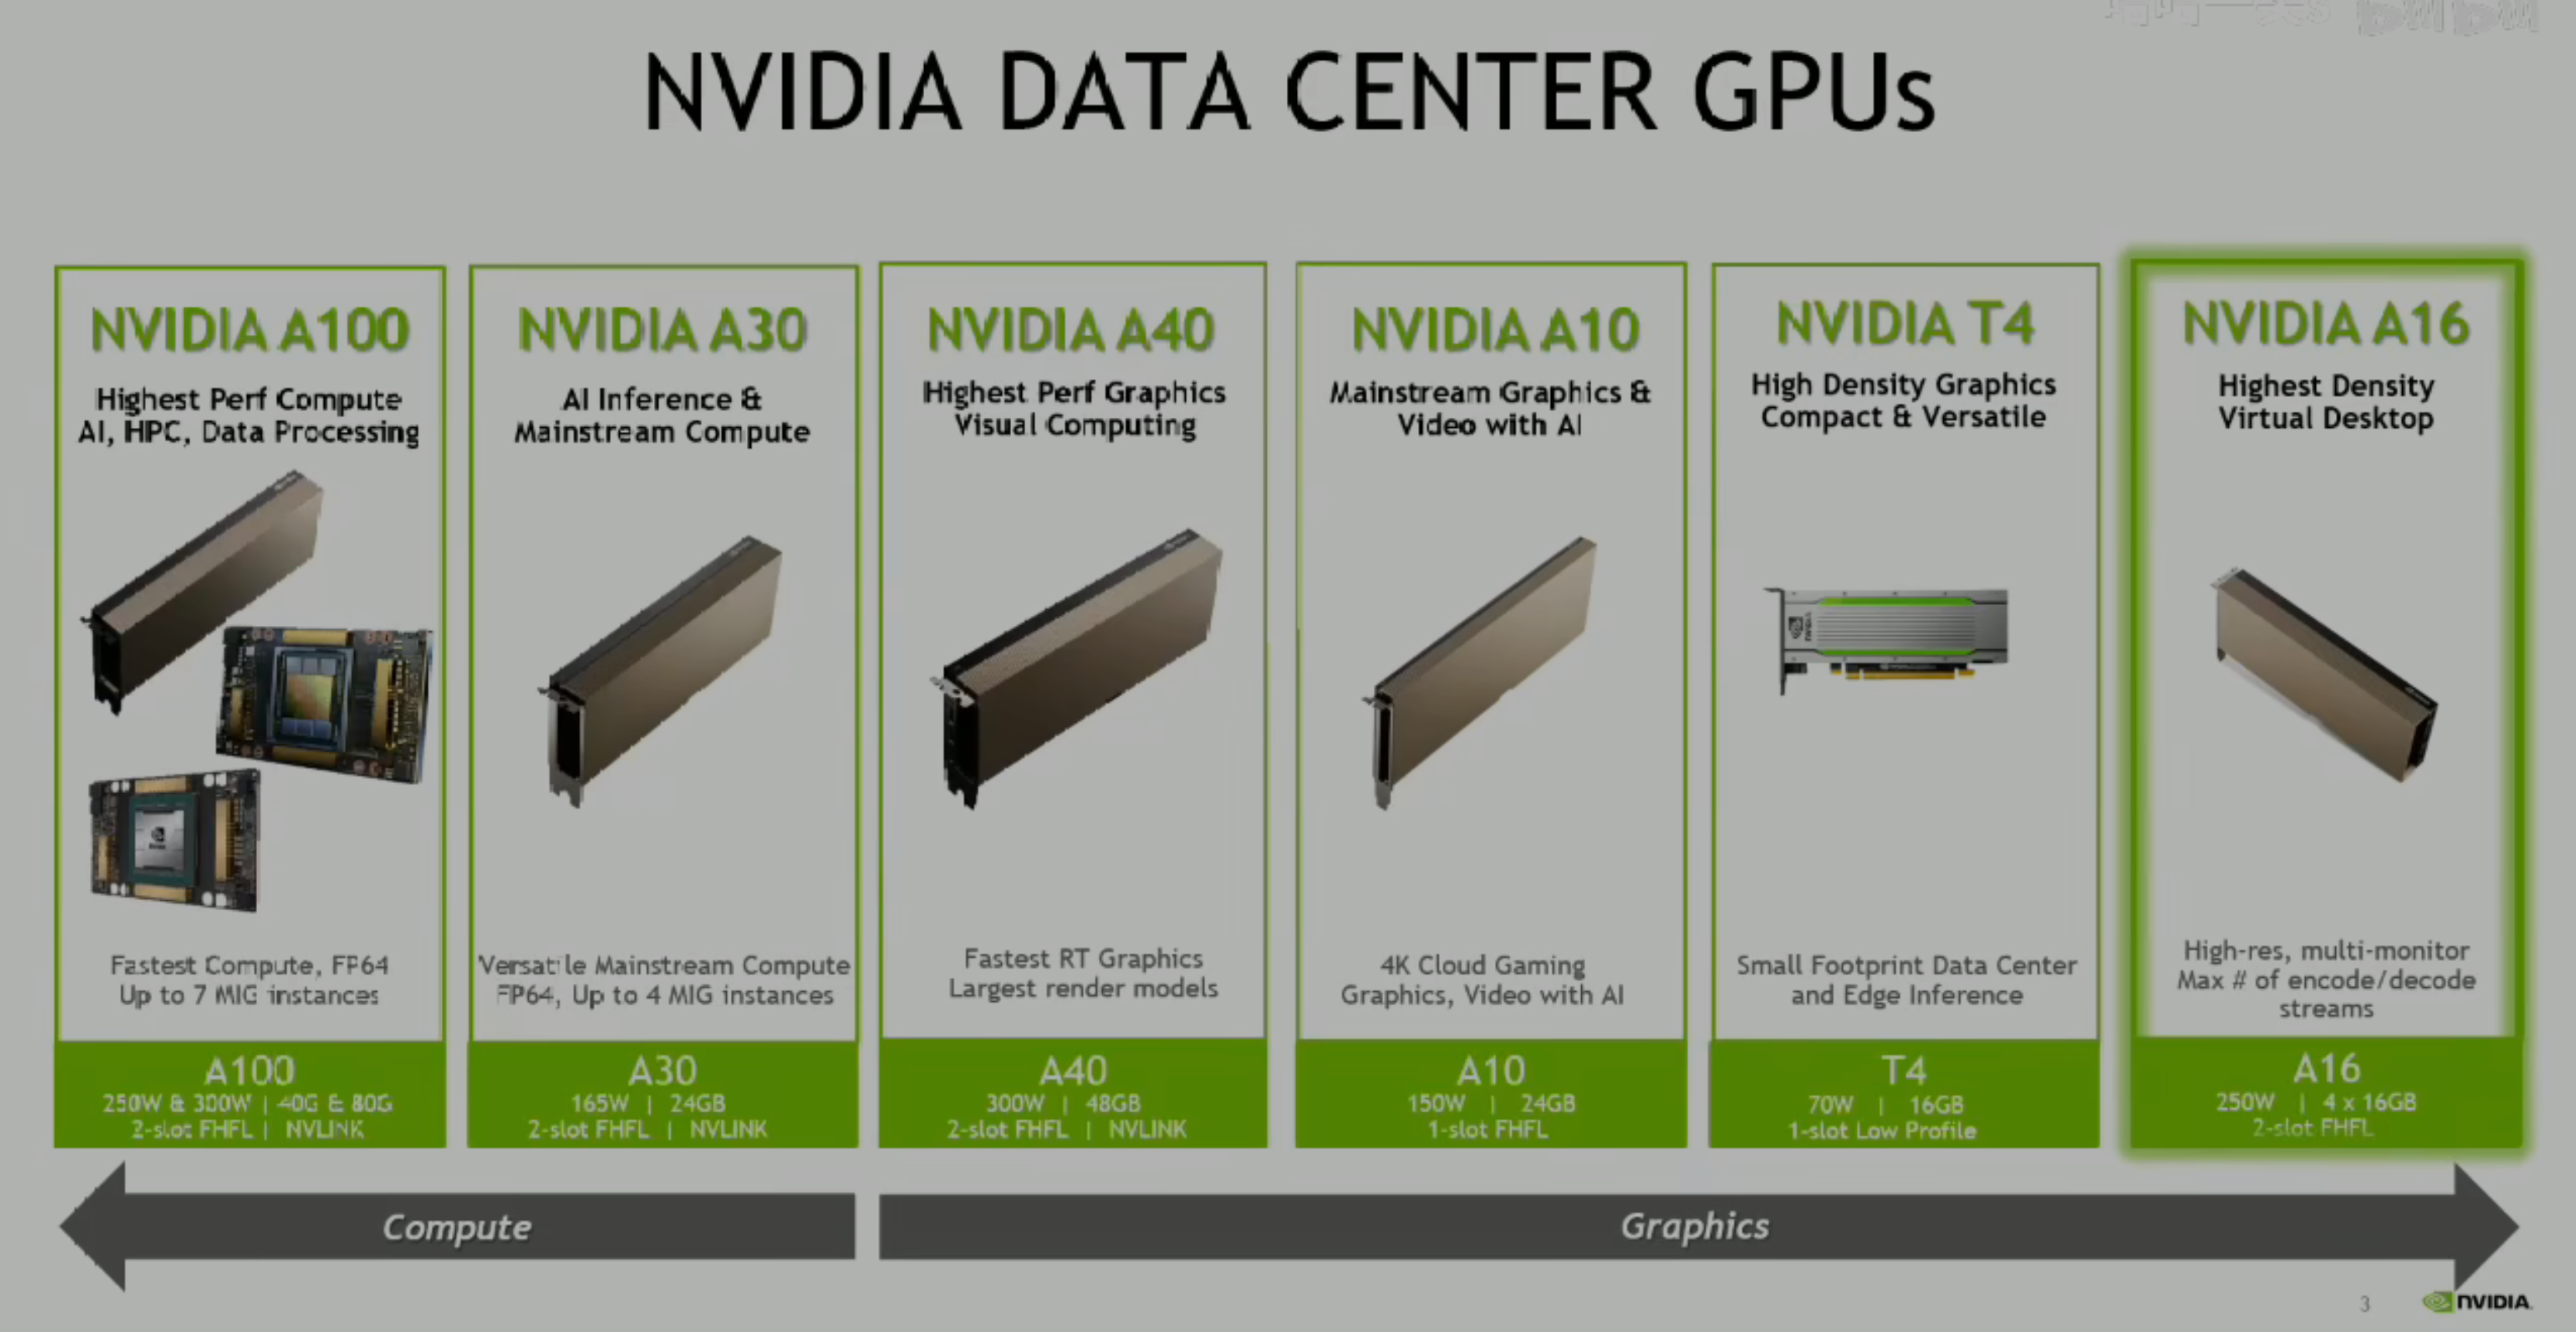 NVIDIA DATA CENTER GPUs
NVIDIA A100
Highest Perf Compute
AI, HPC, Data Processing
Fastest Compute, FP64
Up to 7 MIG instances
A100
250W & 300W | 40G & 80G
2-slot FHFL | NVLINK
NVIDIA A30
AI Inference &
Mainstream Compute
Versatile Mainstream Compute
FP64, Up to 4 MIG instances
A30
165W | 24GB
2-slot FHFL | NVLINK
NVIDIA A40
Highest Perf Graphics
Visual Computing
Fastest RT Graphics
Largest render models
A40
300W | 48GB
2-slot FHFL | NVLINK
NVIDIA A10
Mainstream Graphics &
Video with AI
4K Cloud Gaming
Graphics, Video with AI
A10
150W | 24GB
1-slot FHFL
NVIDIA T4
High Density Graphics
Compact & Versatile
Small Footprint Data Center
and Edge Inference
T4
70W | 16GB
1-slot Low Profile
NVIDIA A16
Highest Density
Virtual Desktop
High-res, multi-monitor
Max # of encode/decode
streams
A16
250W | 4 x 16GB
2-slot FHFL
Compute
Graphics
3
NVIDIA.